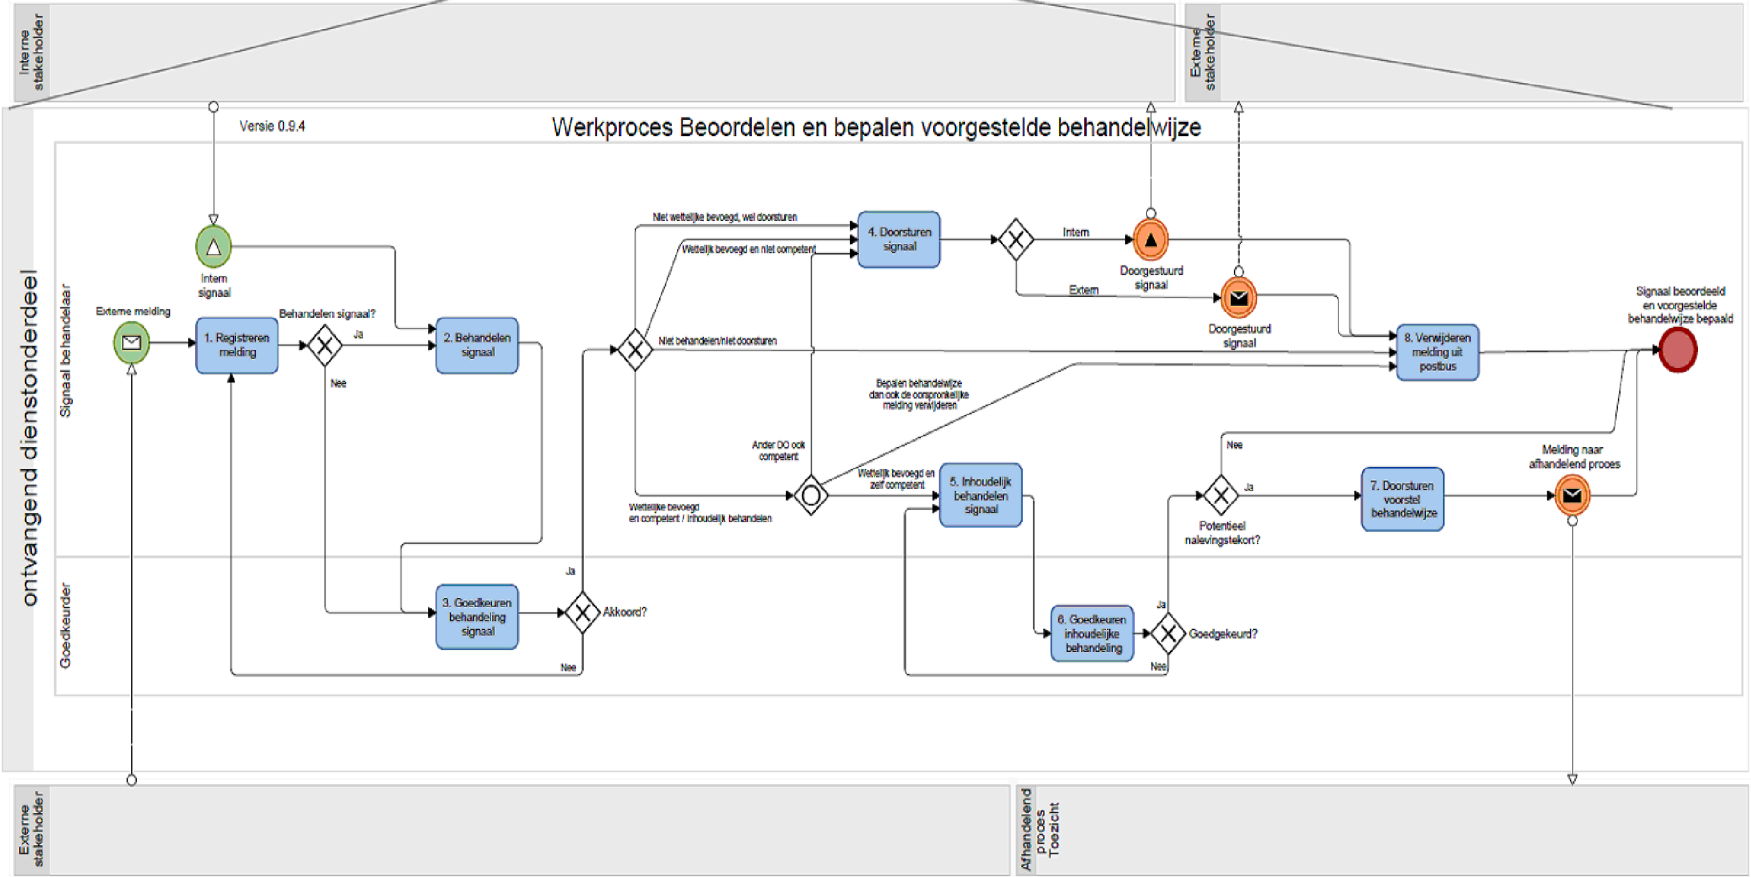 Interne
stakeholder
Externe
stakeholder
Versie 0.9.4
Werkproces Beoordelen en bepalen voorgestelde behandelwijze
ontvangend dienstonderdeel
Signaal behandelaar
Goedkeurder
Intern
signaal
Externe melding
1. Registreren
melding
Behandelen signaal?
Ja
Nee
2. Behandelen
signaal
3. Goedkeuren
behandeling
signaal
Akkoord?
Ja
Nee
Niet wettelijke bevoegd, wel doorsturen
Wettelijk bevoegd en niet competent
Niet behandelen/niet doorsturen
Wettelijke bevoegd
en competent / Inhoudelijk behandelen
4. Doorsturen
signaal
Intern
Extern
Doorgestuurd
signaal
Doorgestuurd
signaal
Bepalen behandelwijze
dan ook de oorspronkelijke
melding verwijderen
Ander DO ook
competent
Wettelijk bevoegd en
zelf competent
5. Inhoudelijk
behandelen
signaal
6. Goedkeuren
inhoudelijke
behandeling
Goedgekeurd?
Ja
Nee
Potentieel
nalevingstekort?
Nee
Ja
7. Doorsturen
voorstel
behandelwijze
Melding naar
afhandelend proces
8. Verwijderen
melding uit
postbus
Signaal beoordeeld
en voorgestelde
behandelwijze bepaald
Externe
stakeholder
Afhandelend
proces
Toezicht